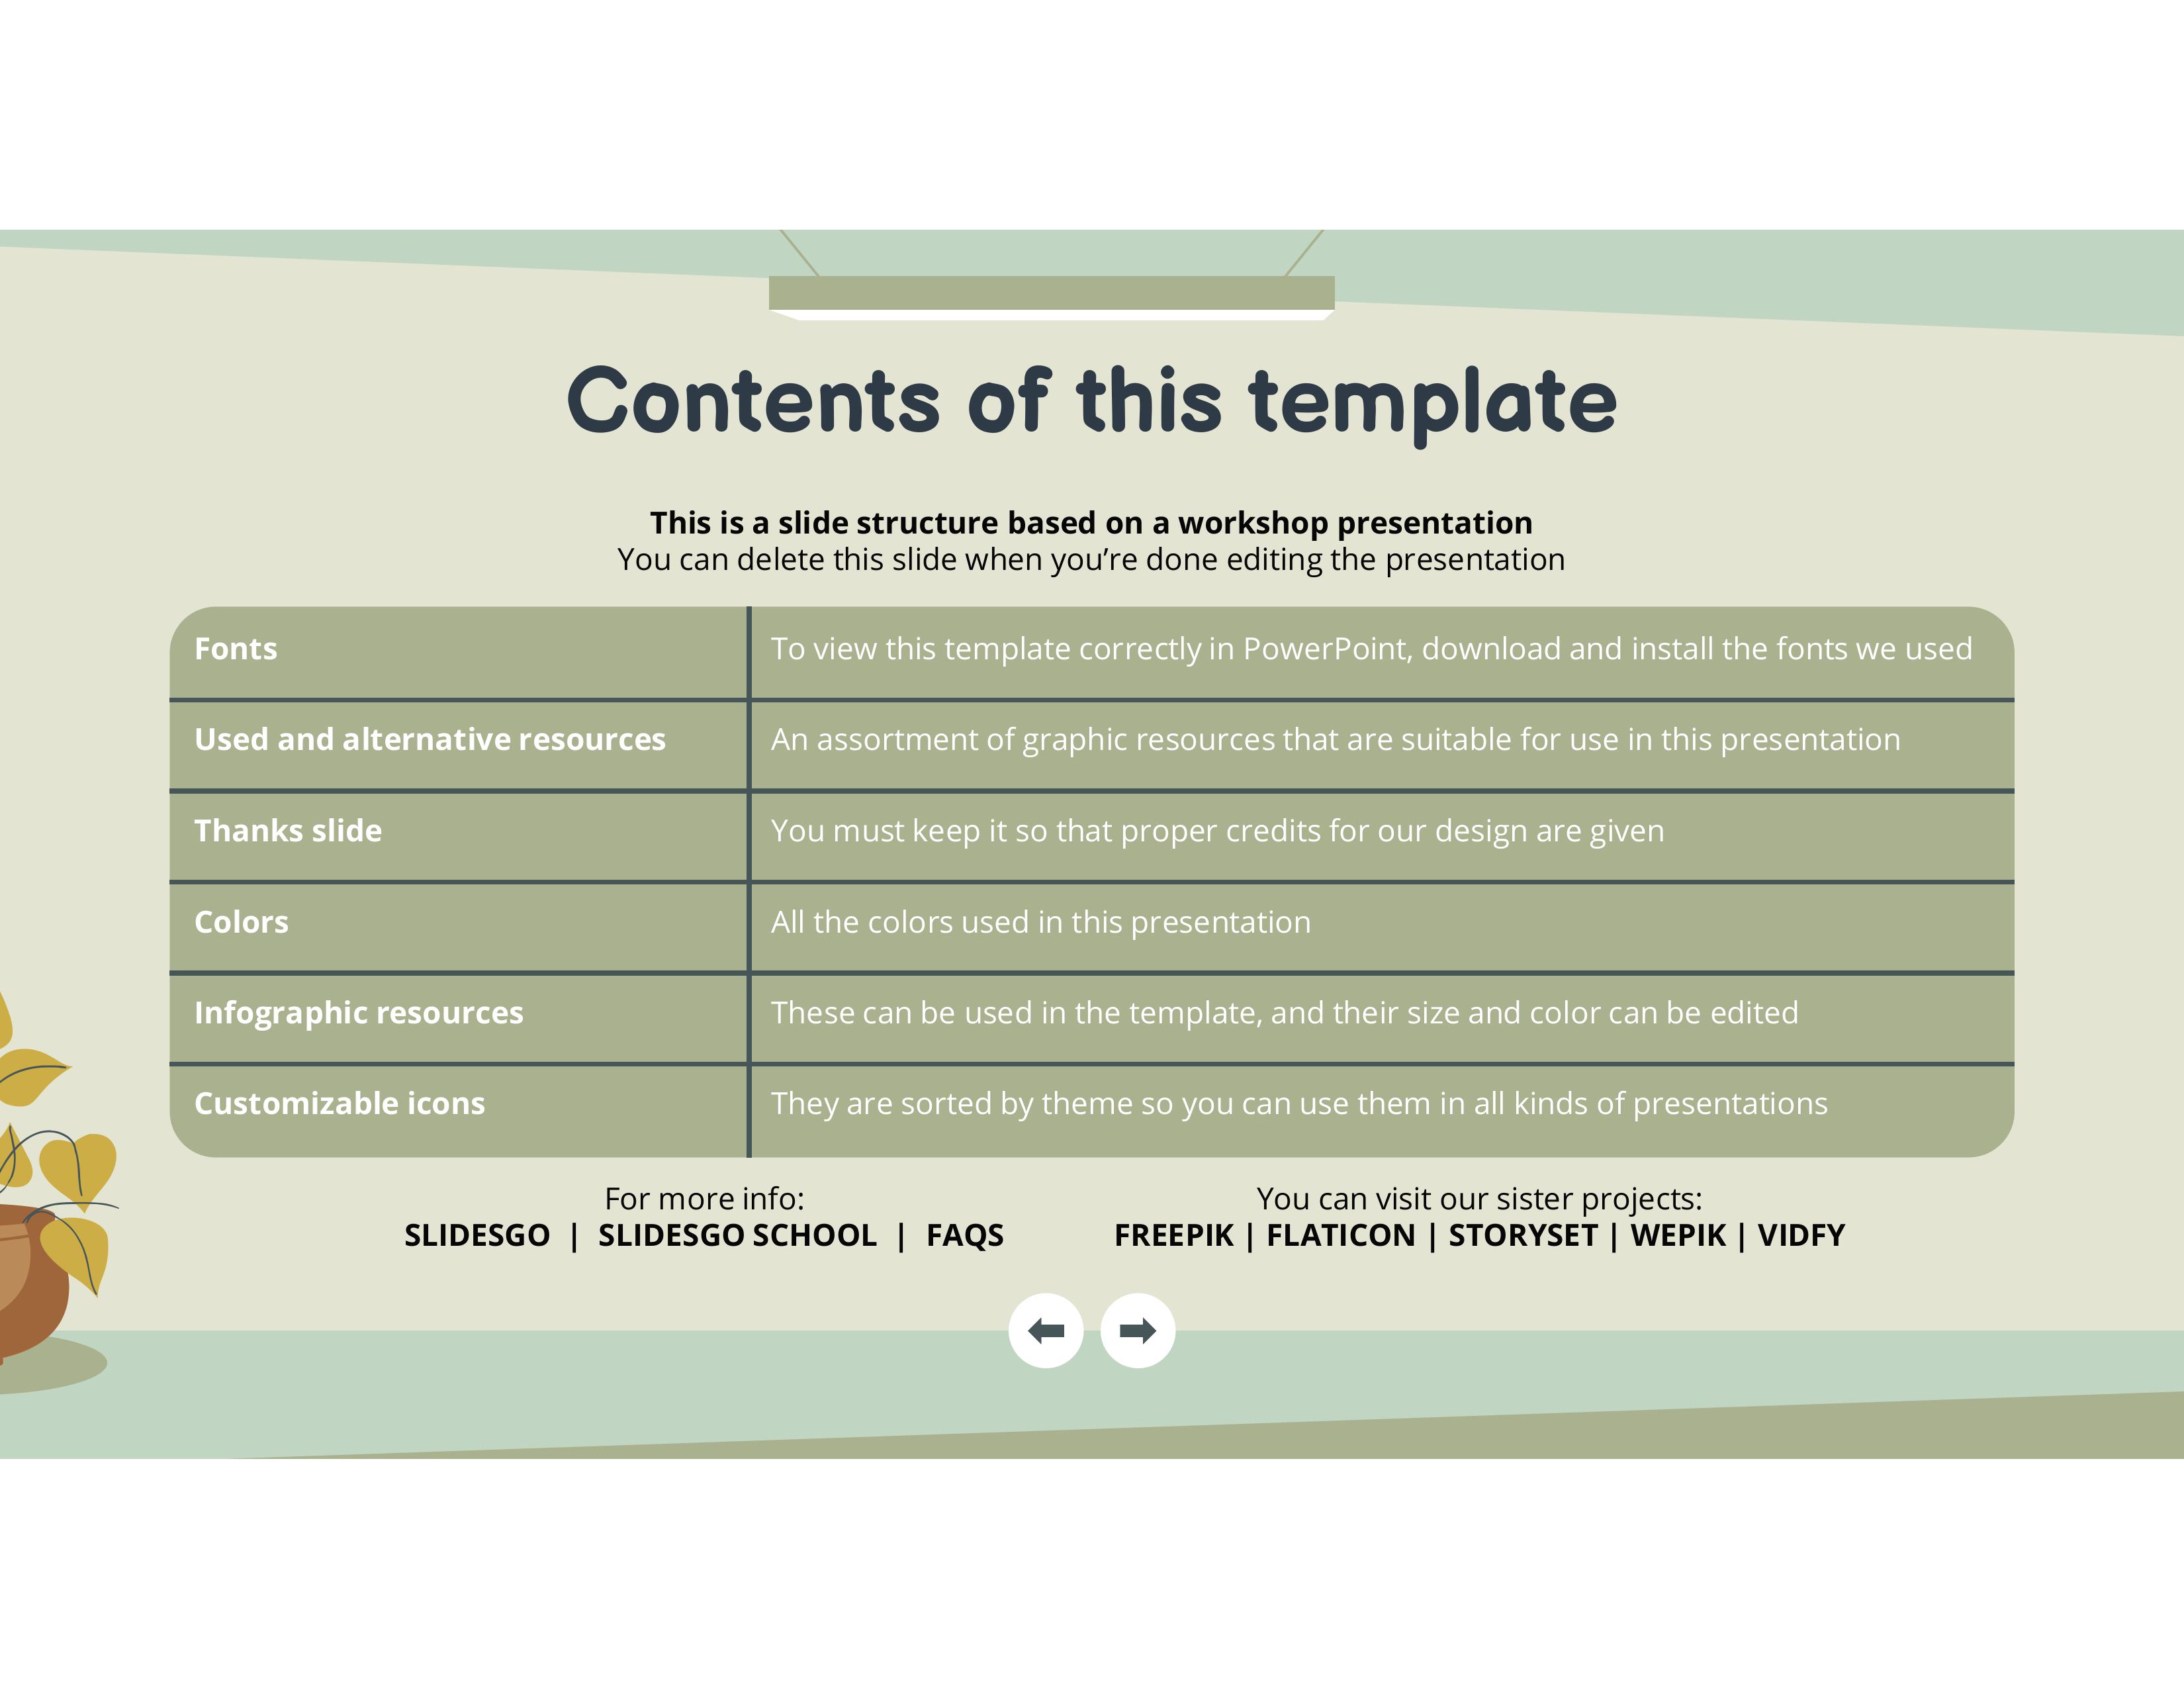 Contents of this template
This is a slide structure based on a workshop presentation
You can delete this slide when you’re done editing the presentation
Fonts
To view this template correctly in PowerPoint, download and install the fonts we used
Used and alternative resources
An assortment of graphic resources that are suitable for use in this presentation
Thanks slide
You must keep it so that proper credits for our design are given
Colors
All the colors used in this presentation
Infographic resources
These can be used in the template, and their size and color can be edited
Customizable icons
They are sorted by theme so you can use them in all kinds of presentations
For more info:
SLIDESGO | SLIDESGO SCHOOL | FAQS
You can visit our sister projects:
FREEPIK | FLATICON | STORYSET | WEPIK | VIDFY